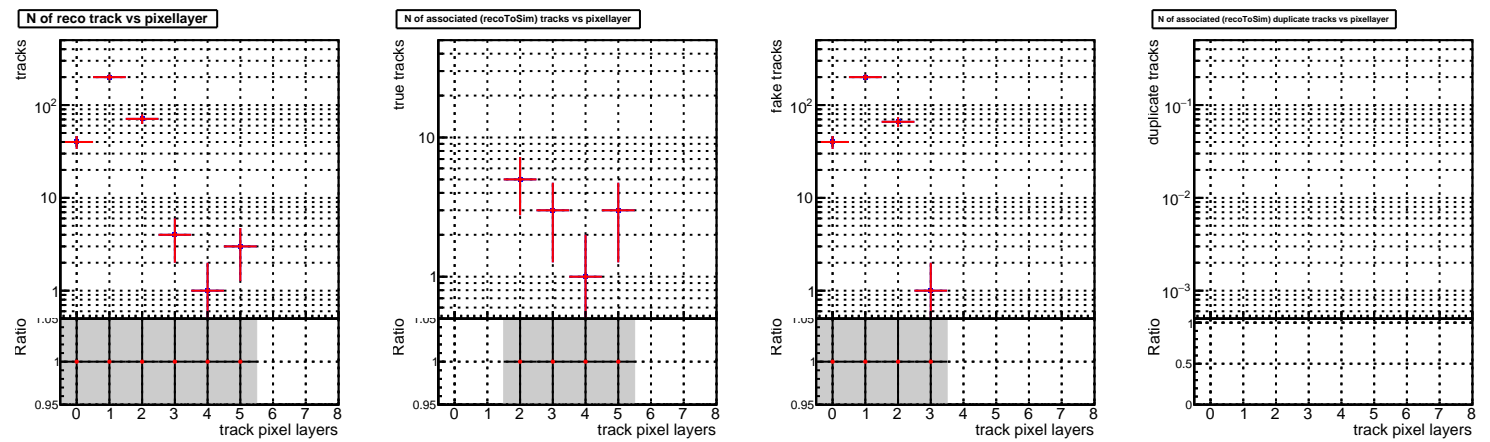 N of reco track vs pixellayer
tracks
10²
10
1
Ratio
1.05
1
0.95
0 1 2 3 4 5 6 7 8
track pixel layers
N of associated (recoToSim) tracks vs pixellayer
true tracks
10
1
Ratio
1.05
1
0.95
0 1 2 3 4 5 6 7 8
track pixel layers
fake tracks
10²
10
1
Ratio
1.05
1
0.95
0 1 2 3 4 5 6 7 8
track pixel layers
N of associated (recoToSim) duplicate tracks vs pixellayer
duplicate tracks
10⁻¹
10⁻²
10⁻³
Ratio
1
0.5
0
0 1 2 3 4 5 6 7 8
track pixel layers